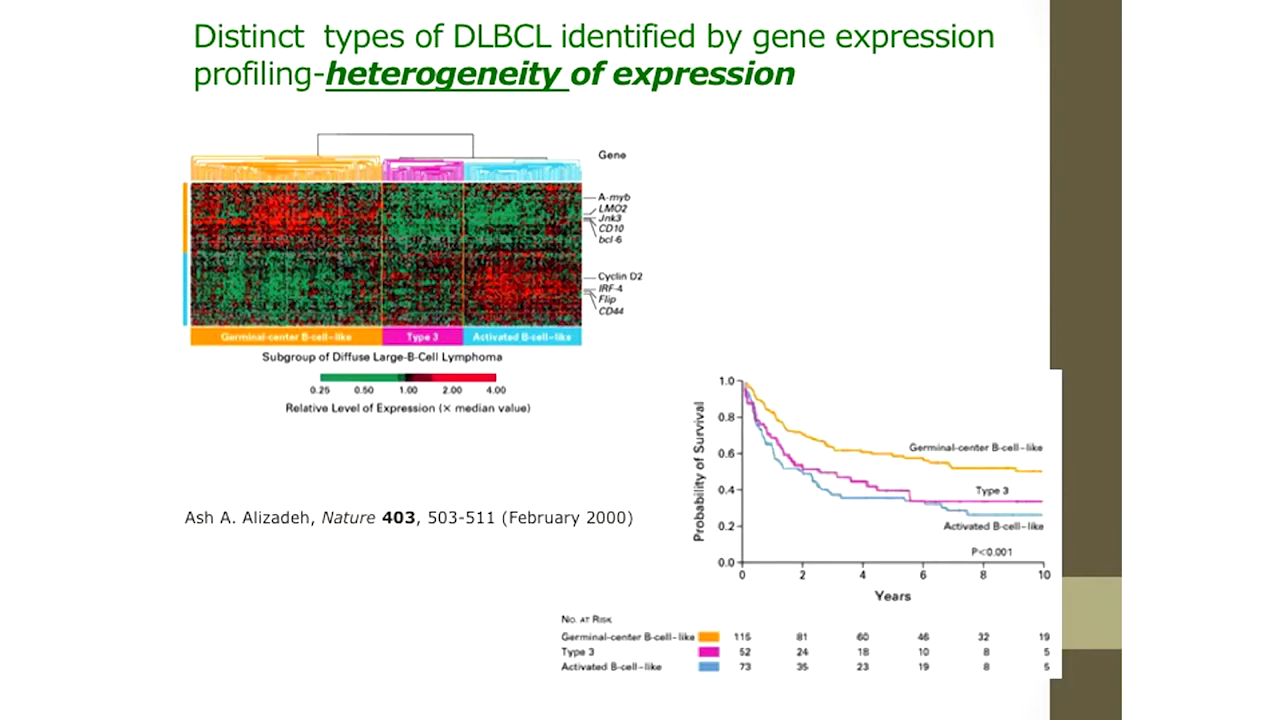 Distinct types of DLBCL identified by gene expression
profiling-heterogeneity of expression
Gene
A-myb
LMO2
Jnk3
CD10
bcl-6
Cyclin D2
IRF-4
Flip
CD44
Germinal-center B-cell-like Type 3 Activated B-cell-like
Subgroup of Diffuse Large-B-Cell Lymphoma
0.25 0.50 1.00 2.00 4.00
Relative Level of Expression (× median value)
Ash A. Alizadeh, Nature 403, 503-511 (February 2000)
Probability of Survival
1.0
0.8
0.6
0.4
0.2
0.0
Germinal-center B-cell-like
Type 3
Activated B-cell-like
P<0.001
0 2 4 6 8 10
Years
No. at Risk
Germinal-center B-cell-like 115 81 60 46 32 19
Type 3 52 24 18 10 8 5
Activated B-cell-like 73 35 23 19 8 5